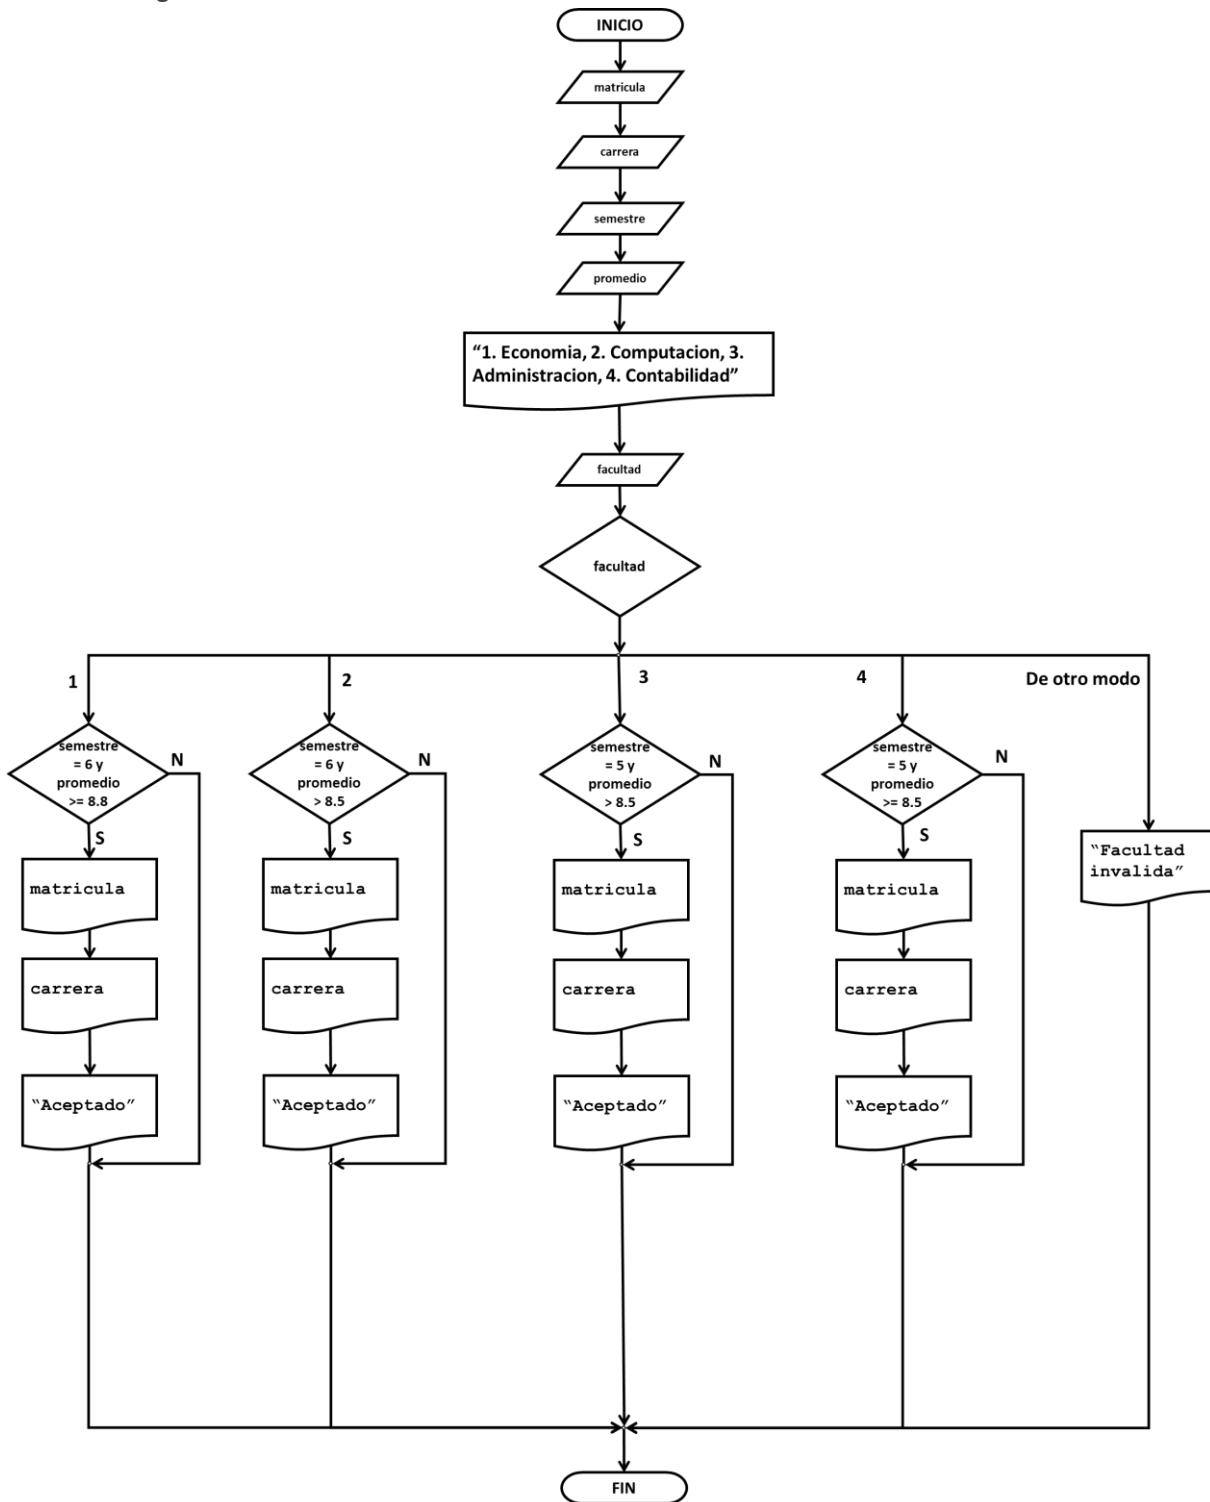 INICIO
matricula
carrera
semestre
promedio
“1. Economia, 2. Computacion, 3.
Administracion, 4. Contabilidad”
facultad
facultad
1
2
3
4
De otro modo
semestre
= 6 y
promedio
>= 8.8
N
S
matricula
carrera
“Aceptado”
semestre
= 6 y
promedio
> 8.5
N
S
matricula
carrera
“Aceptado”
semestre
= 5 y
promedio
> 8.5
N
S
matricula
carrera
“Aceptado”
semestre
= 5 y
promedio
>= 8.5
N
S
matricula
carrera
“Aceptado”
“Facultad
invalida”
FIN